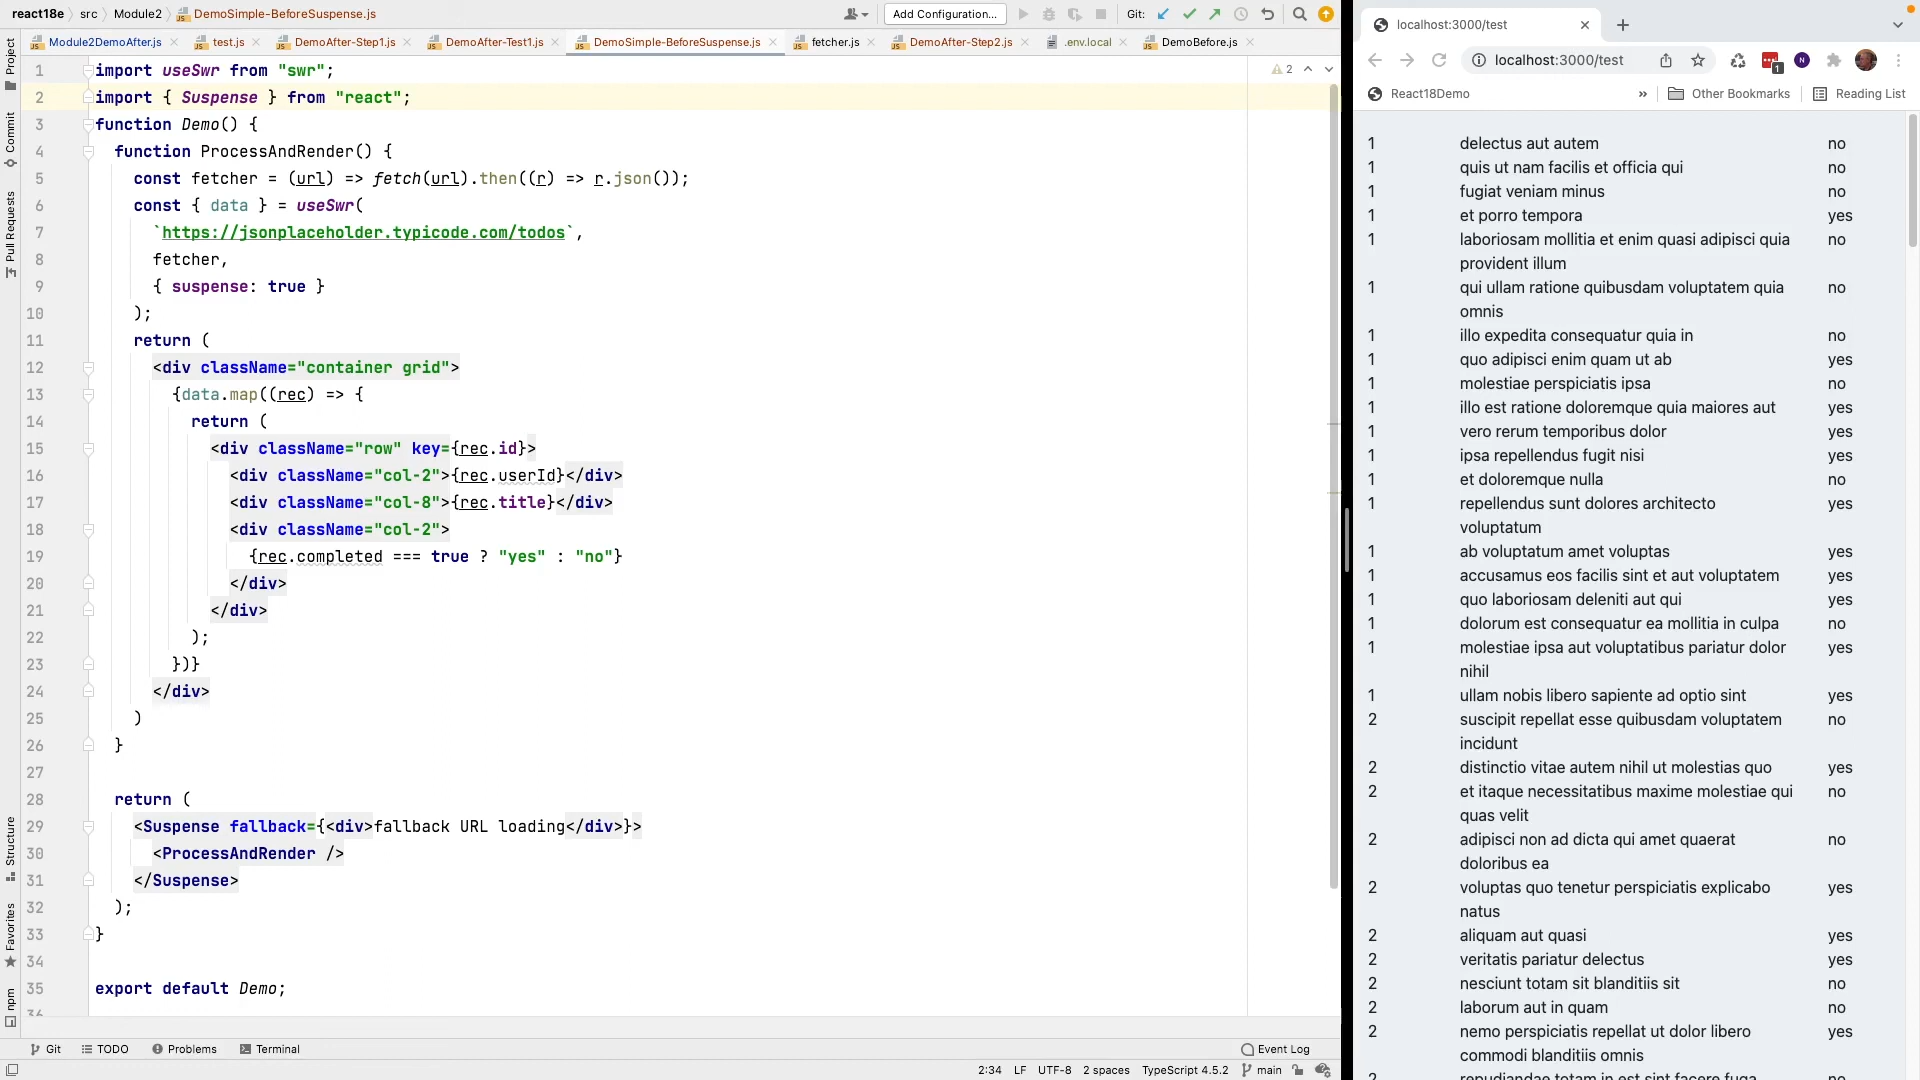 react18e src Module2 DemoSimple-BeforeSuspense.js Add Configuration... Git:
Module2DemoAfter.js test.js DemoAfter-Step1.js DemoAfter-Test1.js DemoSimple-BeforeSuspense.js fetcher.js DemoAfter-Step2.js .env.local DemoBefore.js
Project
Commit
Pull Requests
Structure
Favorites
npm
2
1 import useSwr from "swr";
2 import { Suspense } from "react";
3 function Demo() {
4 function ProcessAndRender() {
5 const fetcher = (url) => fetch(url).then((r) => r.json());
6 const { data } = useSwr(
7 `https://jsonplaceholder.typicode.com/todos`,
8 fetcher,
9 { suspense: true }
10 );
11 return (
12 <div className="container grid">
13 {data.map((rec) => {
14 return (
15 <div className="row" key={rec.id}>
16 <div className="col-2">{rec.userId}</div>
17 <div className="col-8">{rec.title}</div>
18 <div className="col-2">
19 {rec.completed === true ? "yes" : "no"}
20 </div>
21 </div>
22 );
23 })}
24 </div>
25 )
26 }
27
28 return (
29 <Suspense fallback={<div>fallback URL loading</div>}>
30 <ProcessAndRender />
31 </Suspense>
32 );
33 }
34
35 export default Demo;
36
Git TODO Problems Terminal Event Log
2:34 LF UTF-8 2 spaces TypeScript 4.5.2 main
localhost:3000/test
localhost:3000/test 1 N
React18Demo » Other Bookmarks Reading List
1 delectus aut autem no
1 quis ut nam facilis et officia qui no
1 fugiat veniam minus no
1 et porro tempora yes
1 laboriosam mollitia et enim quasi adipisci quia no
provident illum
1 qui ullam ratione quibusdam voluptatem quia no
omnis
1 illo expedita consequatur quia in no
1 quo adipisci enim quam ut ab yes
1 molestiae perspiciatis ipsa no
1 illo est ratione doloremque quia maiores aut yes
1 vero rerum temporibus dolor yes
1 ipsa repellendus fugit nisi yes
1 et doloremque nulla no
1 repellendus sunt dolores architecto yes
voluptatum
1 ab voluptatum amet voluptas yes
1 accusamus eos facilis sint et aut voluptatem yes
1 quo laboriosam deleniti aut qui yes
1 dolorum est consequatur ea mollitia in culpa no
1 molestiae ipsa aut voluptatibus pariatur dolor yes
nihil
1 ullam nobis libero sapiente ad optio sint yes
2 suscipit repellat esse quibusdam voluptatem no
incidunt
2 distinctio vitae autem nihil ut molestias quo yes
2 et itaque necessitatibus maxime molestiae qui no
quas velit
2 adipisci non ad dicta qui amet quaerat no
doloribus ea
2 voluptas quo tenetur perspiciatis explicabo yes
natus
2 aliquam aut quasi yes
2 veritatis pariatur delectus yes
2 nesciunt totam sit blanditiis sit no
2 laborum aut in quam no
2 nemo perspiciatis repellat ut dolor libero yes
commodi blanditiis omnis
2 repudiandae totam in est sint facere fuga no